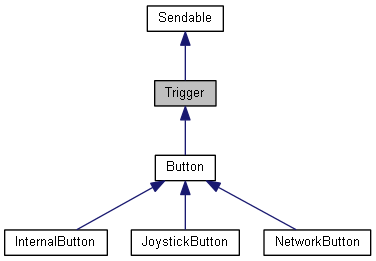 Sendable
Trigger
Button
InternalButton
JoystickButton
NetworkButton